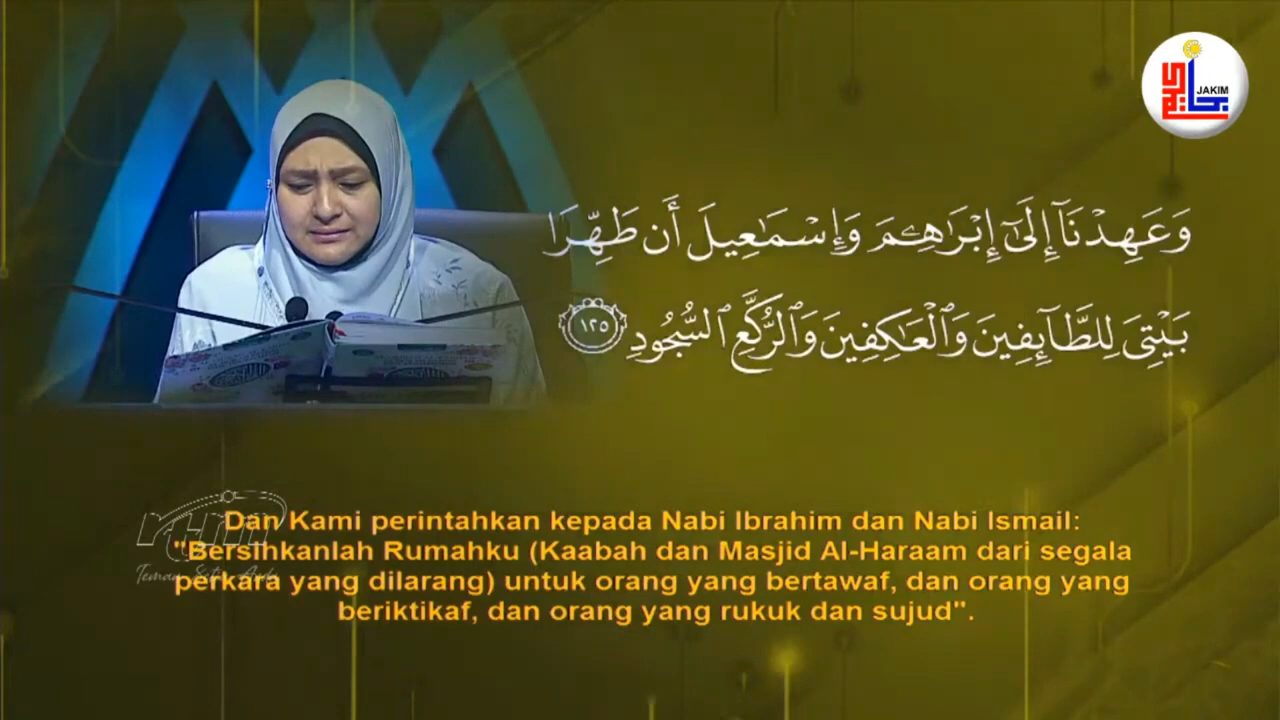 JAKIM
وَعَهِدْنَآ إِلَىٰٓ إِبْرَٰهِـۧمَ وَإِسْمَٰعِيلَ أَن طَهِّرَا
بَيْتِىَ لِلطَّآئِفِينَ وَٱلْعَٰكِفِينَ وَٱلرُّكَّعِ ٱلسُّجُودِ ١٢٥
Dan Kami perintahkan kepada Nabi Ibrahim dan Nabi Ismail:
"Bersihkanlah Rumahku (Kaabah dan Masjid Al-Haraam dari segala
perkara yang dilarang) untuk orang yang bertawaf, dan orang yang
beriktikaf, dan orang yang rukuk dan sujud".